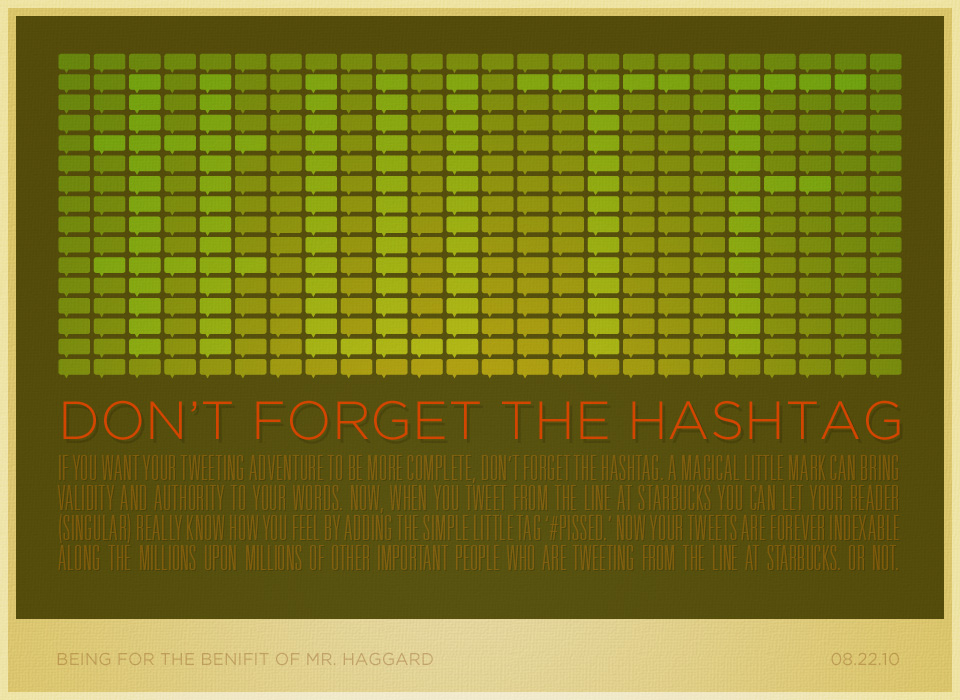 #WTF
DON'T FORGET THE HASHTAG
IF YOU WANT YOUR TWEETING ADVENTURE TO BE MORE COMPLETE, DON'T FORGET THE HASHTAG. A MAGICAL LITTLE MARK CAN BRING
VALIDITY AND AUTHORITY TO YOUR WORDS. NOW, WHEN YOU TWEET FROM THE LINE AT STARBUCKS YOU CAN LET YOUR READER
(SINGULAR) REALLY KNOW HOW YOU FEEL BY ADDING THE SIMPLE LITTLE TAG '#PISSED.' NOW YOUR TWEETS ARE FOREVER INDEXABLE
ALONG THE MILLIONS UPON MILLIONS OF OTHER IMPORTANT PEOPLE WHO ARE TWEETING FROM THE LINE AT STARBUCKS. OR NOT.
BEING FOR THE BENIFIT OF MR. HAGGARD
08.22.10